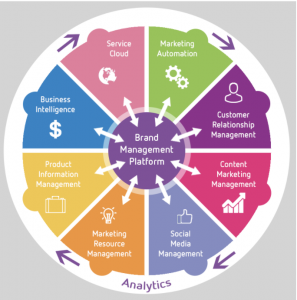 Service
Cloud
Marketing
Automation
Business
Intelligence
$
Customer
Relationship
Management
Brand
Management
Platform
Product
Information
Management
Content
Marketing
Management
Marketing
Resource
Management
Social
Media
Management
Analytics